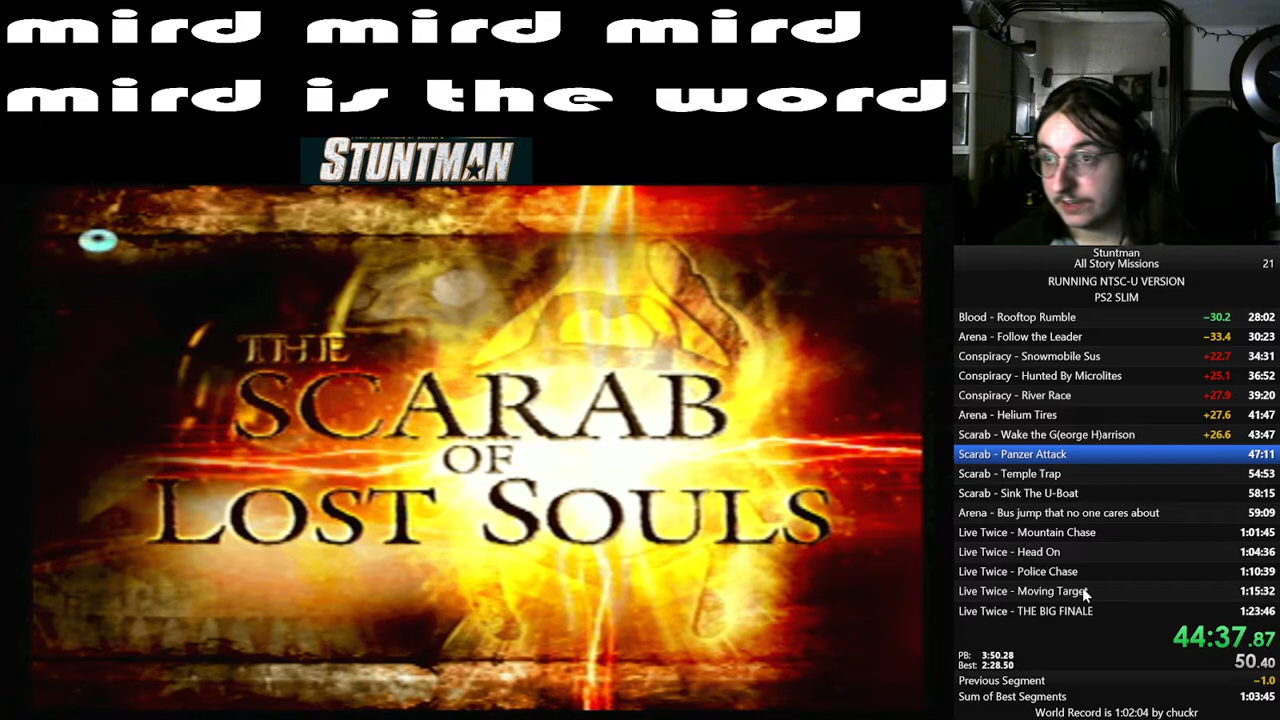 mird mird mird
mird is the word
STUNTMAN
THE
SCARAB
OF
LOST SOULS
Stuntman
All Story Missions 21
RUNNING NTSC-U VERSION
PS2 SLIM
Blood - Rooftop Rumble −30.2 28:02
Arena - Follow the Leader −33.4 30:23
Conspiracy - Snowmobile Sus +22.7 34:31
Conspiracy - Hunted By Microlites +25.1 36:52
Conspiracy - River Race +27.9 39:20
Arena - Helium Tires +27.6 41:47
Scarab - Wake the G(eorge H)arrison +26.6 43:47
Scarab - Panzer Attack 47:11
Scarab - Temple Trap 54:53
Scarab - Sink The U-Boat 58:15
Arena - Bus jump that no one cares about 59:09
Live Twice - Mountain Chase 1:01:45
Live Twice - Head On 1:04:36
Live Twice - Police Chase 1:10:39
Live Twice - Moving Target 1:15:32
Live Twice - THE BIG FINALE 1:23:46
44:37.87
PB: 3:50.28
Best: 2:28.50
50.40
Previous Segment −1.0
Sum of Best Segments 1:03:45
World Record is 1:02:04 by chuckr